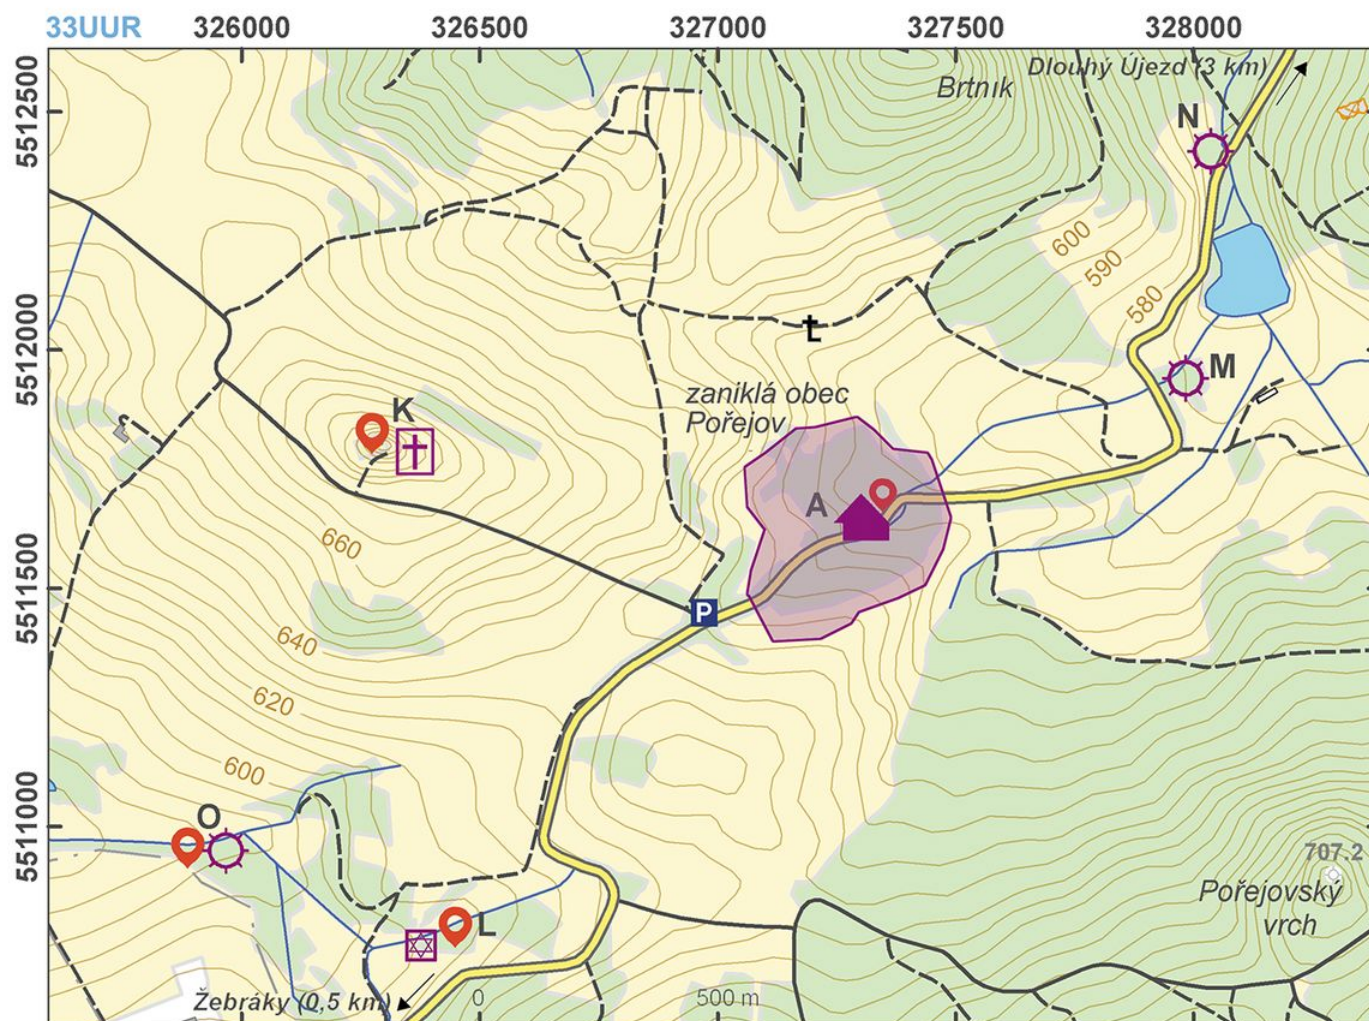 33UUR 326000 326500 327000 327500 328000
5512500
5512000
5511500
5511000
Dlouhý Újezd (3 km)
Brtník
N
600
590
580
M
zaniklá obec
Pořejov
K
A
660
P
640
620
600
O
707.2
Pořejovský
vrch
L
Žebráky (0,5 km)
0 500 m